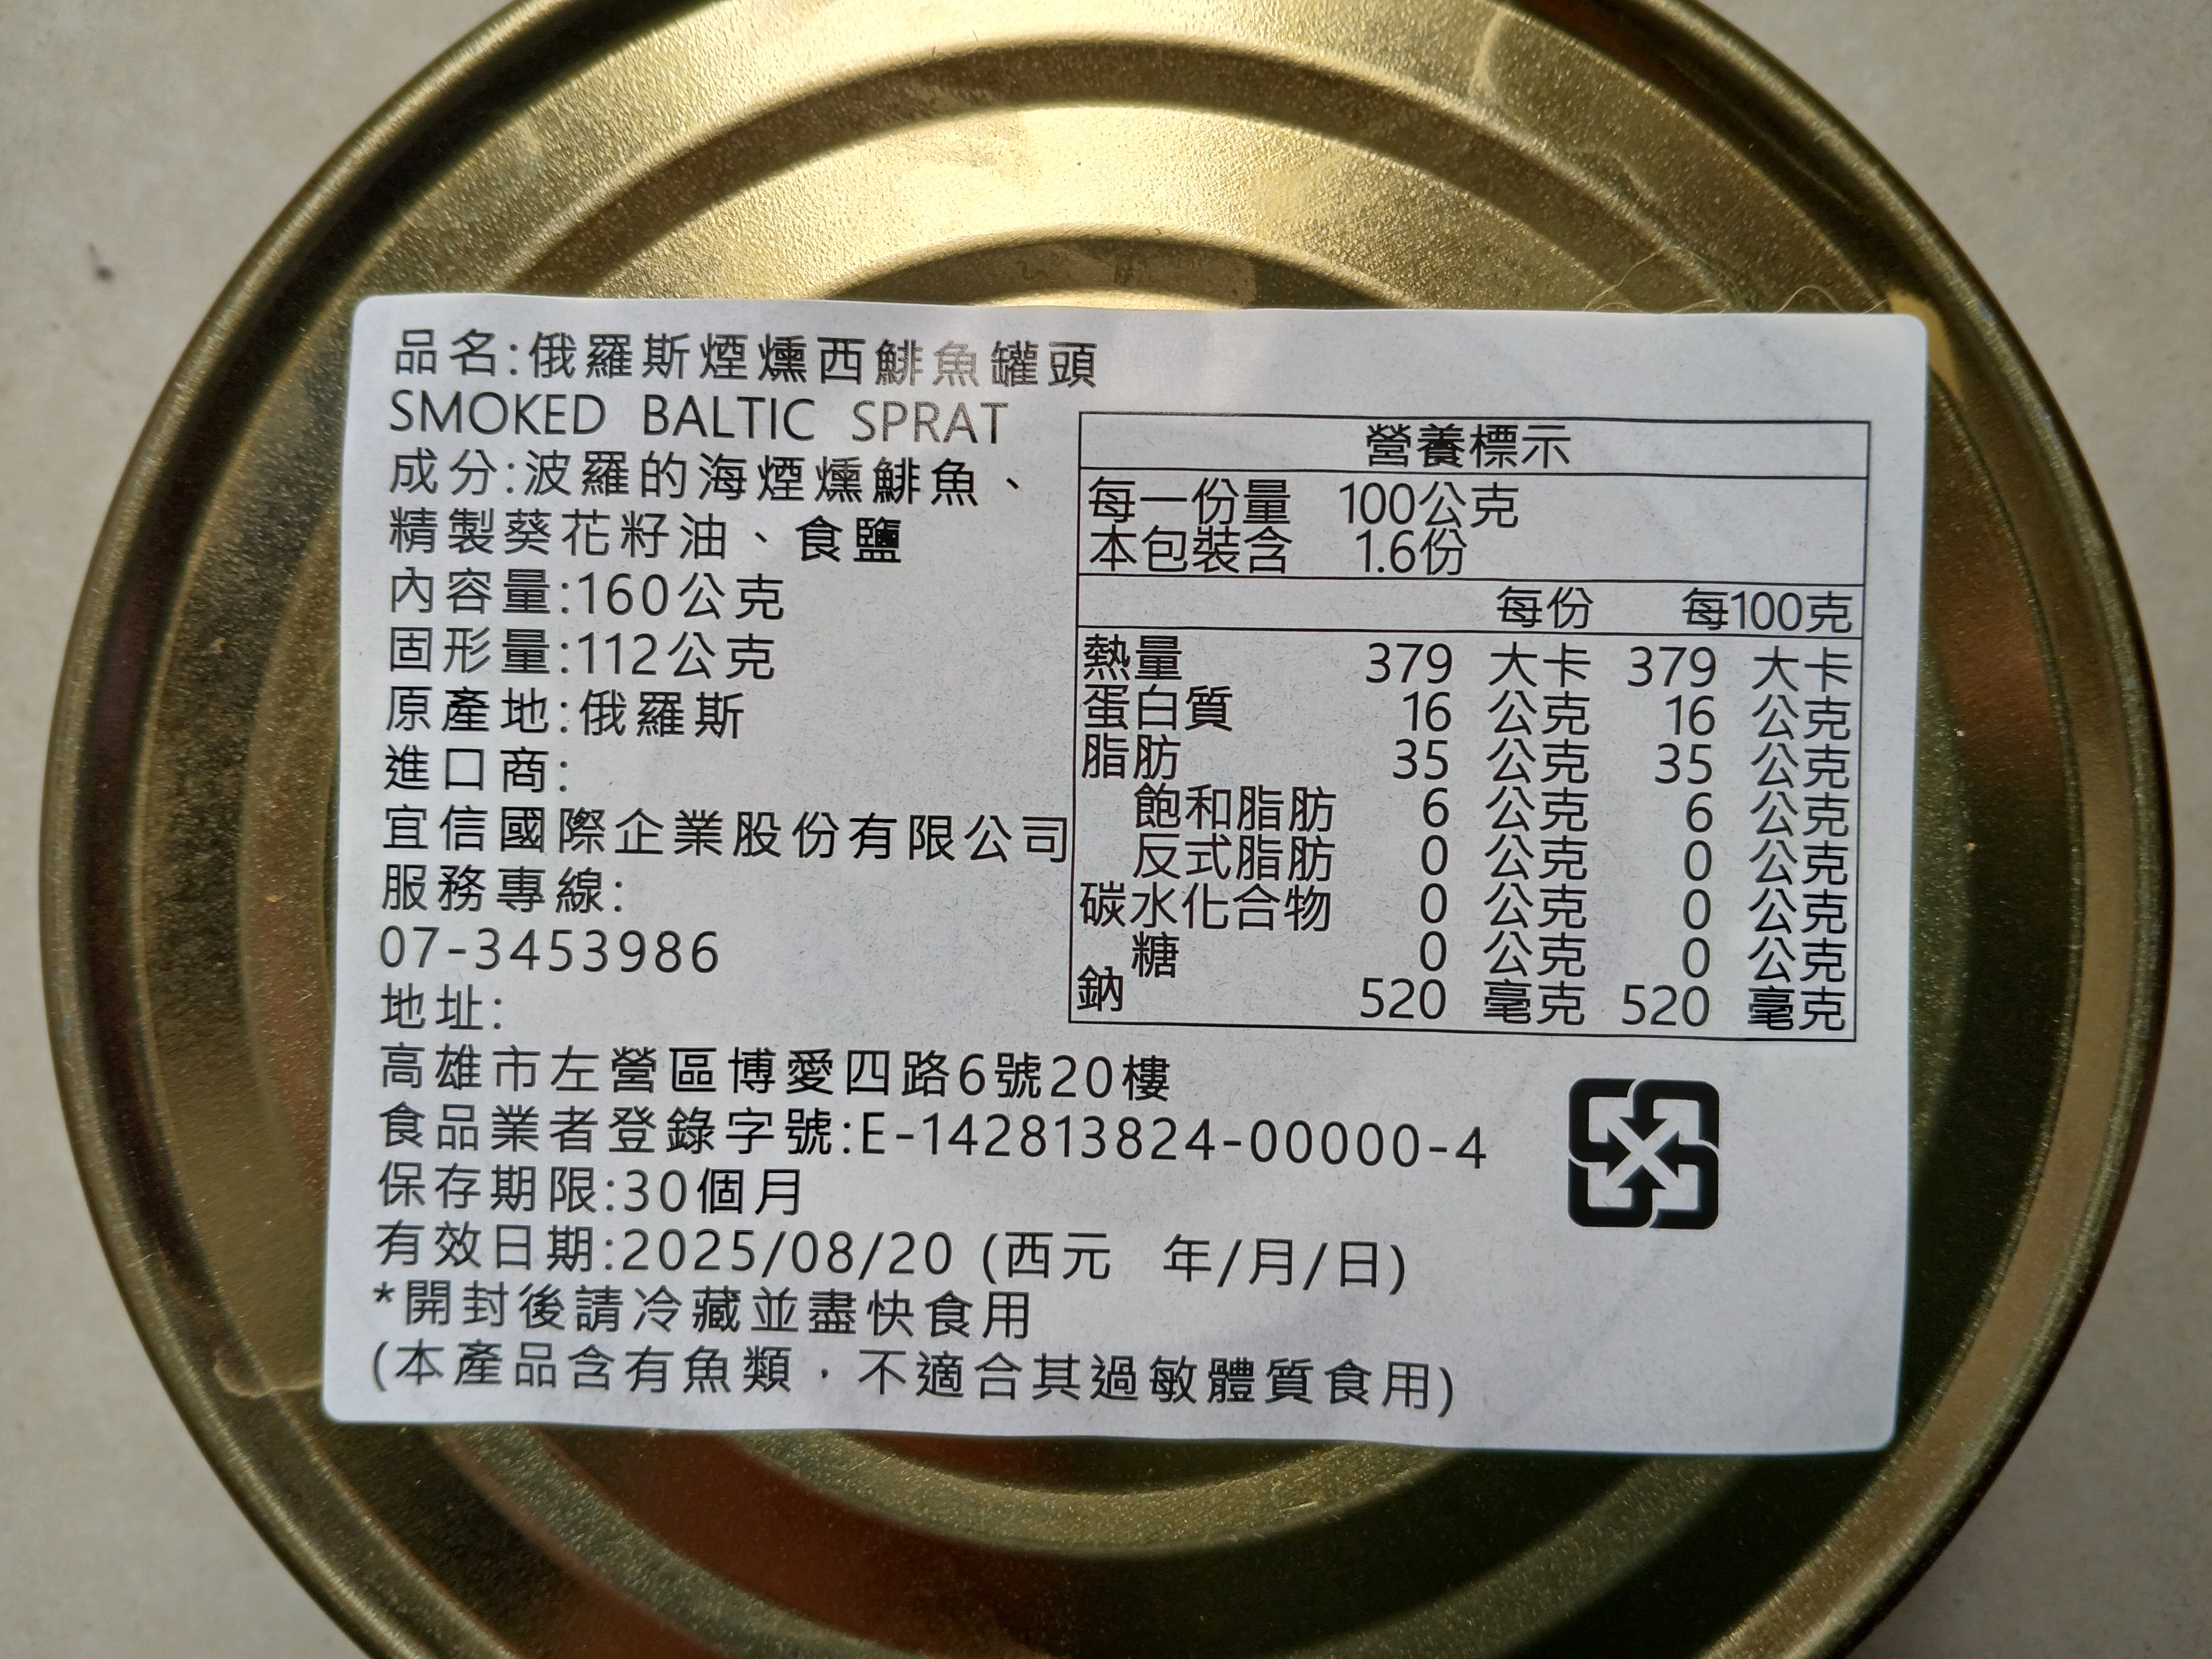 品名:俄羅斯煙燻西鯡魚罐頭
SMOKED BALTIC SPRAT
成分:波羅的海煙燻鯡魚、
精製葵花籽油、食鹽
內容量:160公克
固形量:112公克
原產地:俄羅斯
進口商:
宜信國際企業股份有限公司
服務專線:
07-3453986
地址:
高雄市左營區博愛四路6號20樓
食品業者登錄字號:E-142813824-00000-4
保存期限:30個月
有效日期:2025/08/20 (西元 年/月/日)
*開封後請冷藏並盡快食用
(本產品含有魚類，不適合其過敏體質食用)
營養標示
每一份量 100公克
本包裝含 1.6份
每份 每100克
熱量 379 大卡 379 大卡
蛋白質 16 公克 16 公克
脂肪 35 公克 35 公克
飽和脂肪 6 公克 6 公克
反式脂肪 0 公克 0 公克
碳水化合物 0 公克 0 公克
糖 0 公克 0 公克
鈉 520 毫克 520 毫克